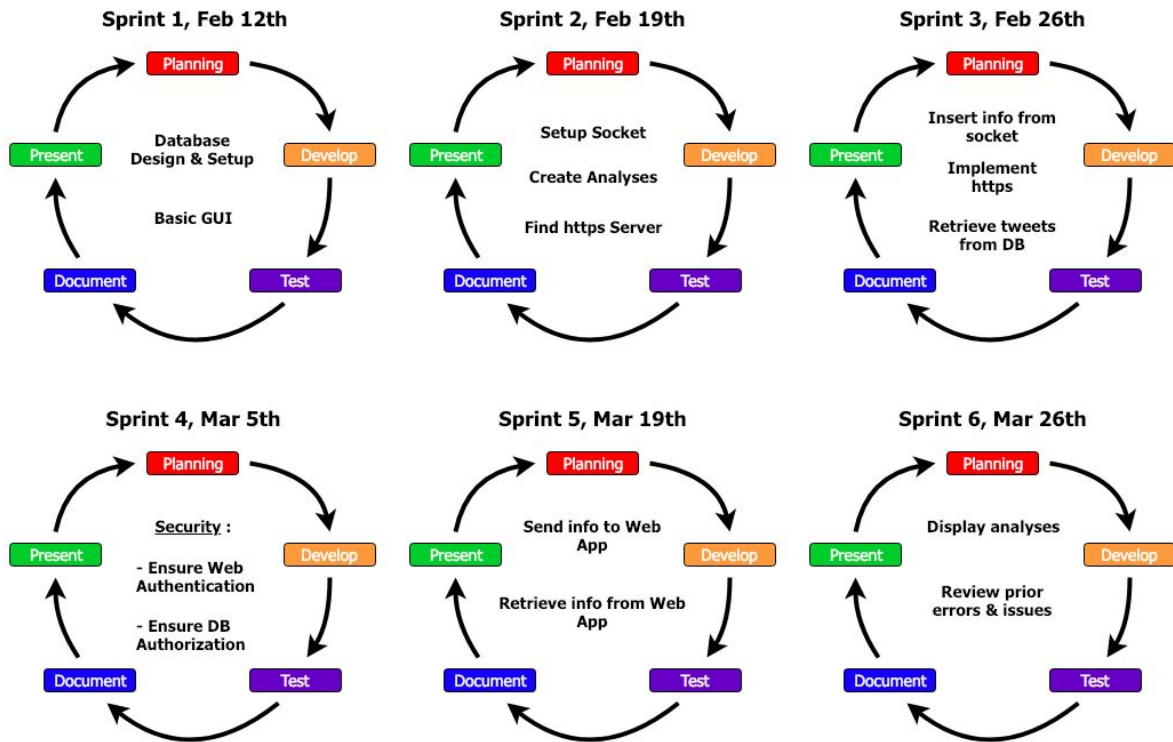 Sprint 1, Feb 12th
Planning
Present
Database
Design & Setup
Develop
Basic GUI
Document
Test
Sprint 2, Feb 19th
Planning
Setup Socket
Present
Develop
Create Analyses
Find https Server
Document
Test
Sprint 3, Feb 26th
Planning
Insert info from
socket
Present
Develop
Implement
https
Retrieve tweets
from DB
Document
Test
Sprint 4, Mar 5th
Planning
Security :
Present
Develop
- Ensure Web
Authentication
- Ensure DB
Authorization
Document
Test
Sprint 5, Mar 19th
Planning
Send info to Web
App
Present
Develop
Retrieve info from Web
App
Document
Test
Sprint 6, Mar 26th
Planning
Display analyses
Present
Develop
Review prior
errors & issues
Document
Test